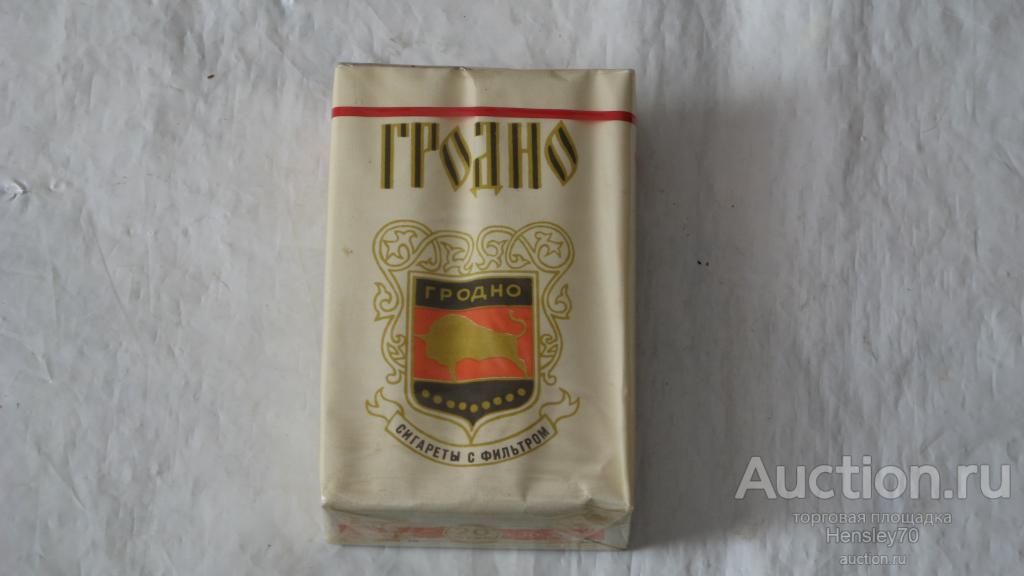 ГРОДНО
ГРОДНО
СИГАРЕТЫ С ФИЛЬТРОМ
Auction.ru
торговая площадка
Hensley70
auction.ru